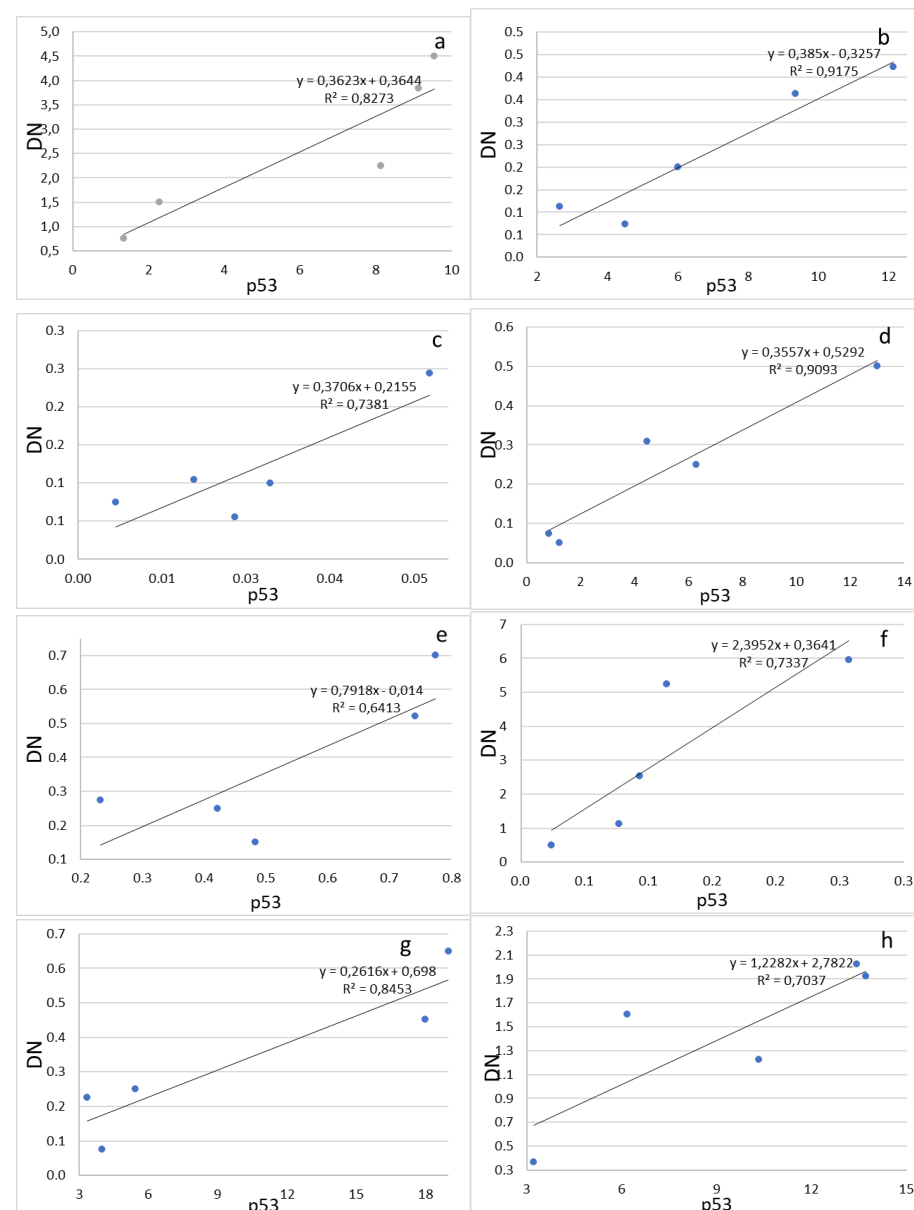 a
y = 0,3623x + 0,3644
R² = 0,8273
5,0
4,5
4,0
3,5
3,0
2,5
2,0
1,5
1,0
0,5
DN
0 2 4 6 8 10
p53
b
y = 0,385x - 0,3257
R² = 0,9175
0.5
0.4
0.4
0.3
0.3
0.2
0.2
0.1
0.1
0.0
DN
2 4 6 8 10 12
p53
c
y = 0,3706x + 0,2155
R² = 0,7381
0.3
0.3
0.2
0.2
0.1
0.1
0.0
DN
0.00 0.01 0.03 0.04 0.05
p53
d
y = 0,3557x + 0,5292
R² = 0,9093
0.6
0.5
0.4
0.3
0.2
0.1
0.0
DN
0 2 4 6 8 10 12 14
p53
e
y = 0,7918x - 0,014
R² = 0,6413
0.7
0.6
0.5
0.4
0.3
0.2
0.1
DN
0.2 0.3 0.4 0.5 0.6 0.7 0.8
p53
f
y = 2,3952x + 0,3641
R² = 0,7337
7
6
5
4
3
2
1
0
DN
0.0 0.1 0.1 0.2 0.2 0.3 0.3
p53
g
y = 0,2616x + 0,698
R² = 0,8453
0.7
0.6
0.5
0.4
0.3
0.2
0.1
0.0
DN
3 6 9 12 15 18
p53
h
y = 1,2282x + 2,7822
R² = 0,7037
2.3
2.1
1.9
1.7
1.5
1.3
1.1
0.9
0.7
0.5
0.3
DN
3 6 9 12 15
p53